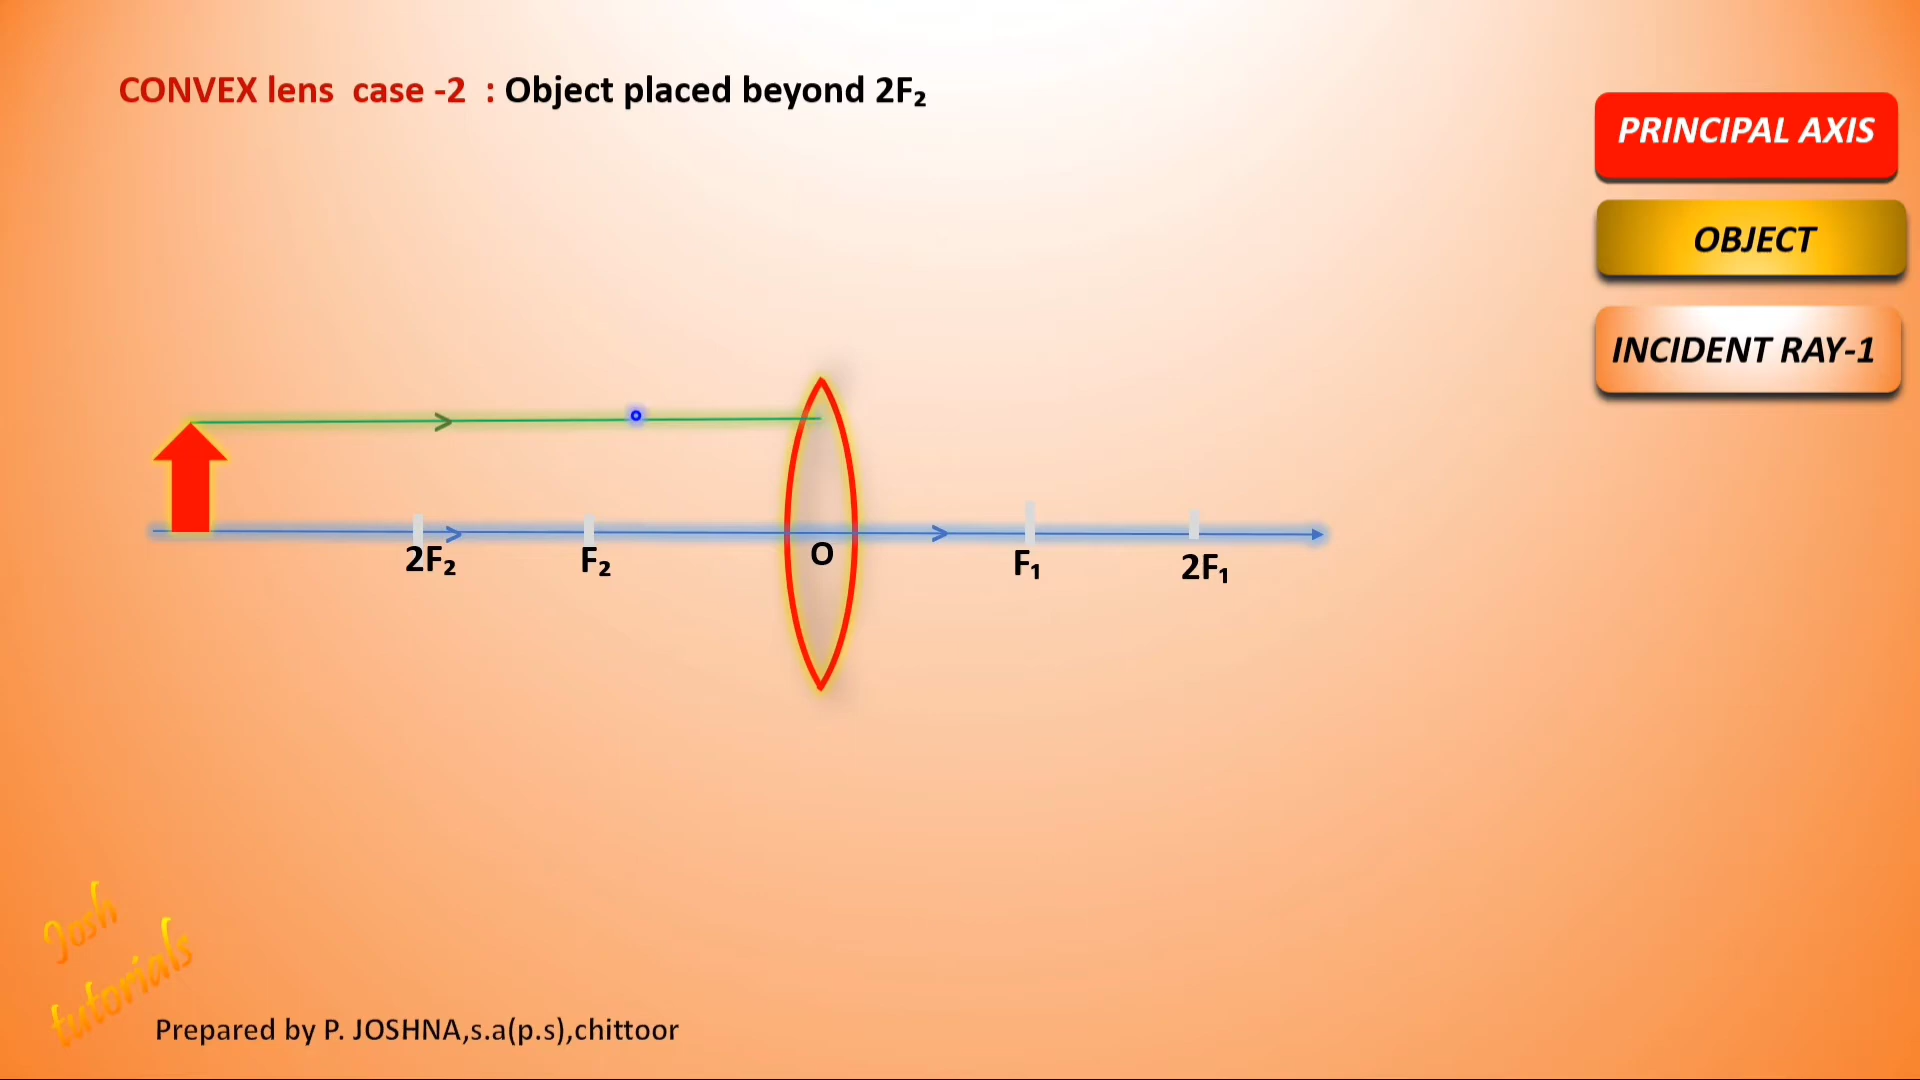 CONVEX lens case -2 : Object placed beyond 2F₂
PRINCIPAL AXIS
OBJECT
INCIDENT RAY-1
2F₂
F₂
O
F₁
2F₁
Josh
tutorials
Prepared by P. JOSHNA,s.a(p.s),chittoor